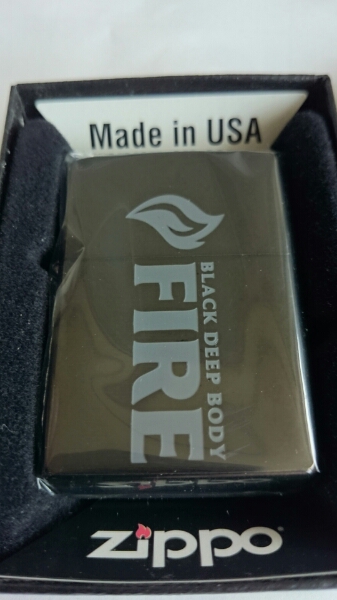 Made in USA
BLACK DEEP BODY
FIRE
zippo